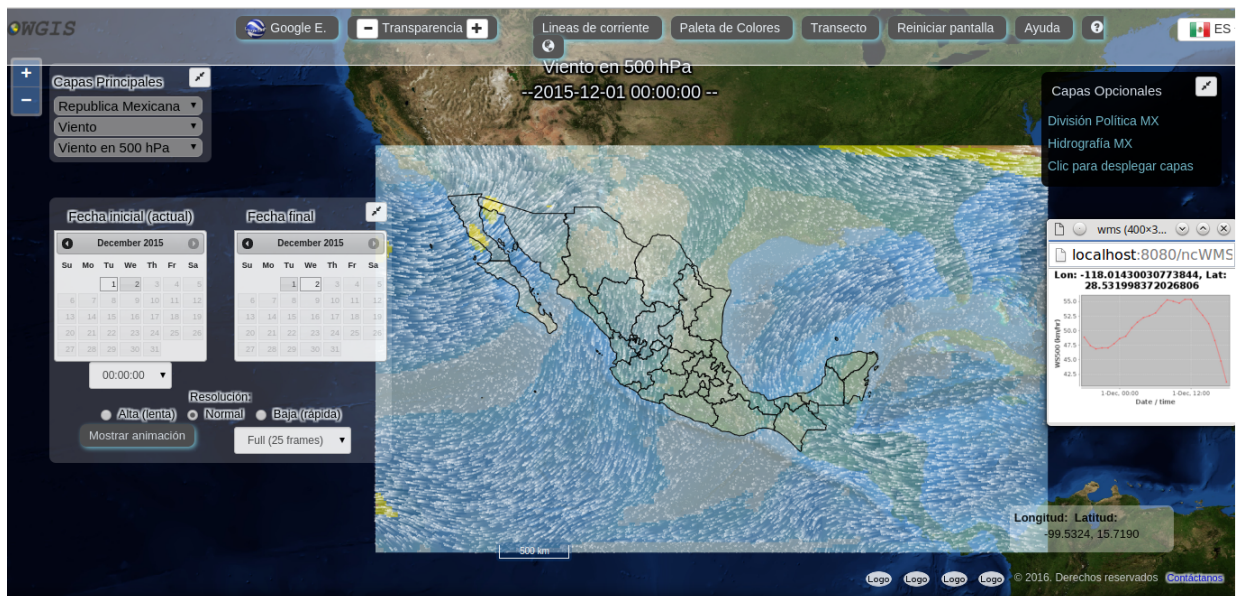 OWGIS
Google E.
− Transparencia +
Lineas de corriente
Paleta de Colores
Transecto
Reiniciar pantalla
Ayuda
?
ES
Viento en 500 hPa
--2015-12-01 00:00:00 --
+
−
Capas Principales
Republica Mexicana
Viento
Viento en 500 hPa
Capas Opcionales
División Política MX
Hidrografía MX
Clic para desplegar capas
Fecha inicial (actual)
December 2015
Su Mo Tu We Th Fr Sa
1 2 3 4 5
6 7 8 9 10 11 12
13 14 15 16 17 18 19
20 21 22 23 24 25 26
27 28 29 30 31
00:00:00
Fecha final
December 2015
Su Mo Tu We Th Fr Sa
1 2 3 4 5
6 7 8 9 10 11 12
13 14 15 16 17 18 19
20 21 22 23 24 25 26
27 28 29 30 31
Resolución:
Alta (lenta) Normal Baja (rápida)
Mostrar animación
Full (25 frames)
wms (400×3...
localhost:8080/ncWMS
Lon: -118.01430030773844, Lat:
28.531998372026806
55.0
52.5
50.0
47.5
45.0
42.5
WS500 (km/hr)
1-Dec, 00:00 1-Dec, 12:00
Date / time
Longitud: Latitud:
-99.5324, 15.7190
500 km
Logo Logo Logo Logo
© 2016. Derechos reservados Contáctanos